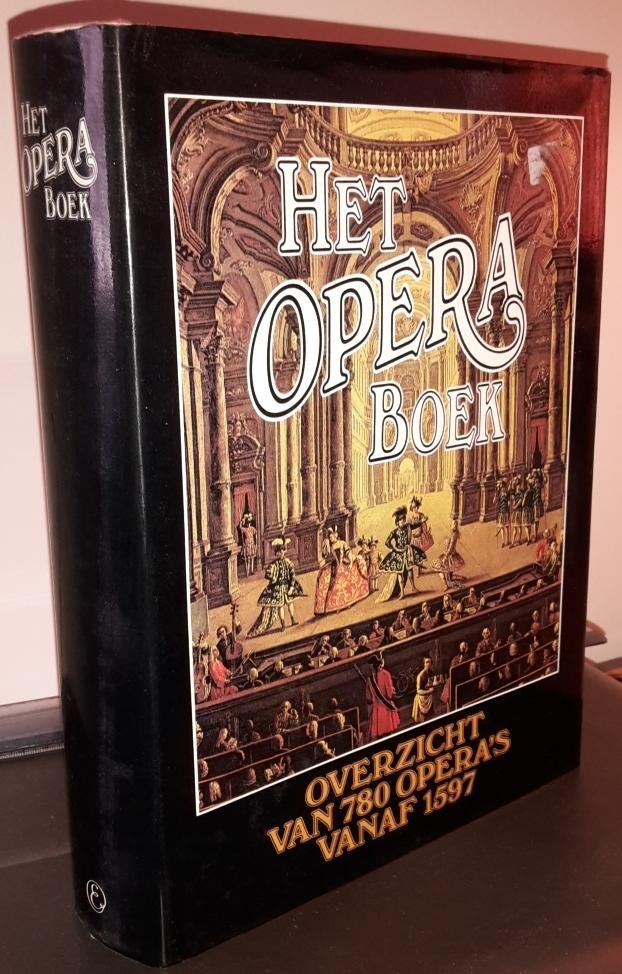 HET
OPERA
BOEK
HET
OPERA
BOEK
OVERZICHT
VAN 780 OPERA'S
VANAF 1597
E